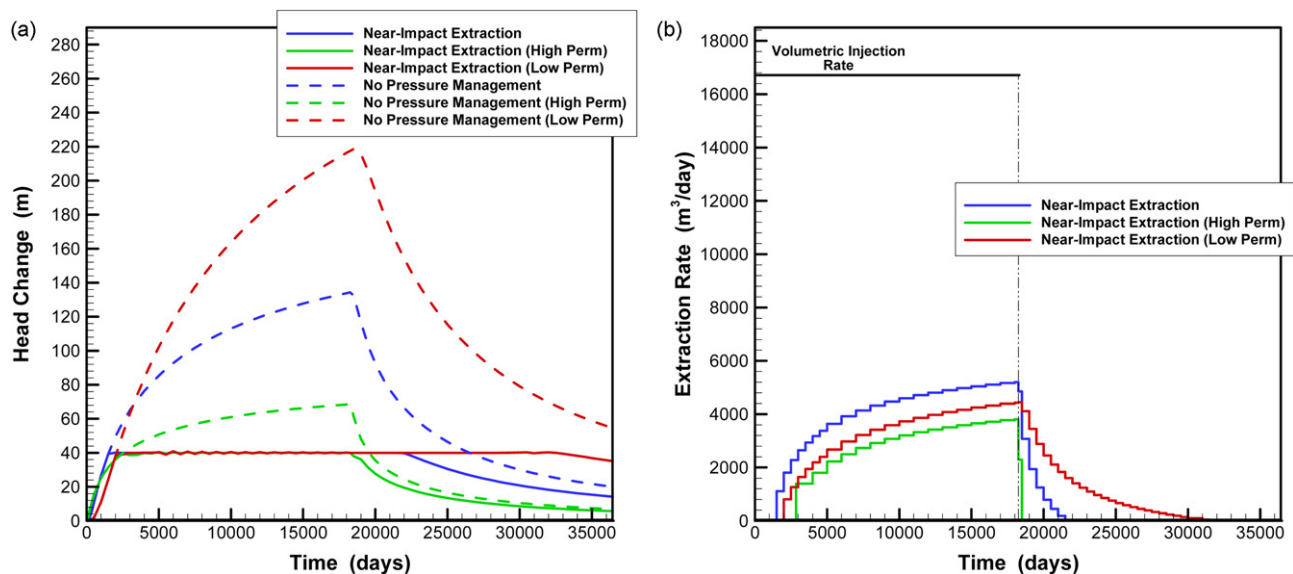 (a)
Head Change (m)
280
260
240
220
200
180
160
140
120
100
80
60
40
20
0
Near-Impact Extraction
Near-Impact Extraction (High Perm)
Near-Impact Extraction (Low Perm)
No Pressure Management
No Pressure Management (High Perm)
No Pressure Management (Low Perm)
0 5000 10000 15000 20000 25000 30000 35000
Time (days)
(b)
Extraction Rate (m³/day)
18000
16000
14000
12000
10000
8000
6000
4000
2000
0
Volumetric Injection
Rate
Near-Impact Extraction
Near-Impact Extraction (High Perm)
Near-Impact Extraction (Low Perm)
0 5000 10000 15000 20000 25000 30000 35000
Time (days)